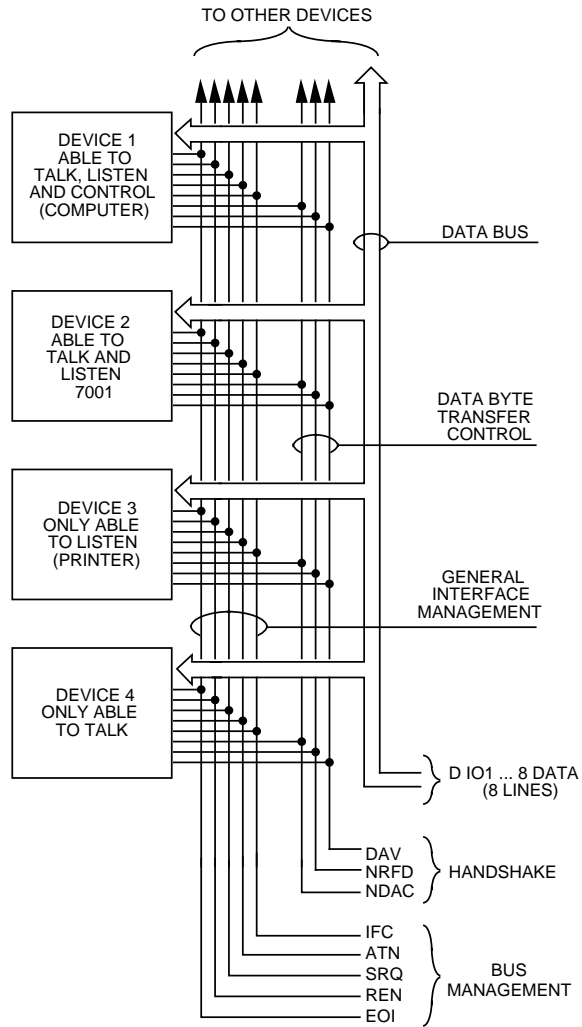 TO OTHER DEVICES
DEVICE 1
ABLE TO
TALK, LISTEN
AND CONTROL
(COMPUTER)
DATA BUS
DEVICE 2
ABLE TO
TALK AND
LISTEN
7001
DATA BYTE
TRANSFER
CONTROL
DEVICE 3
ONLY ABLE
TO LISTEN
(PRINTER)
GENERAL
INTERFACE
MANAGEMENT
DEVICE 4
ONLY ABLE
TO TALK
D IO1 ... 8 DATA
(8 LINES)
DAV
NRFD
NDAC
HANDSHAKE
IFC
ATN
SRQ
REN
EOI
BUS
MANAGEMENT